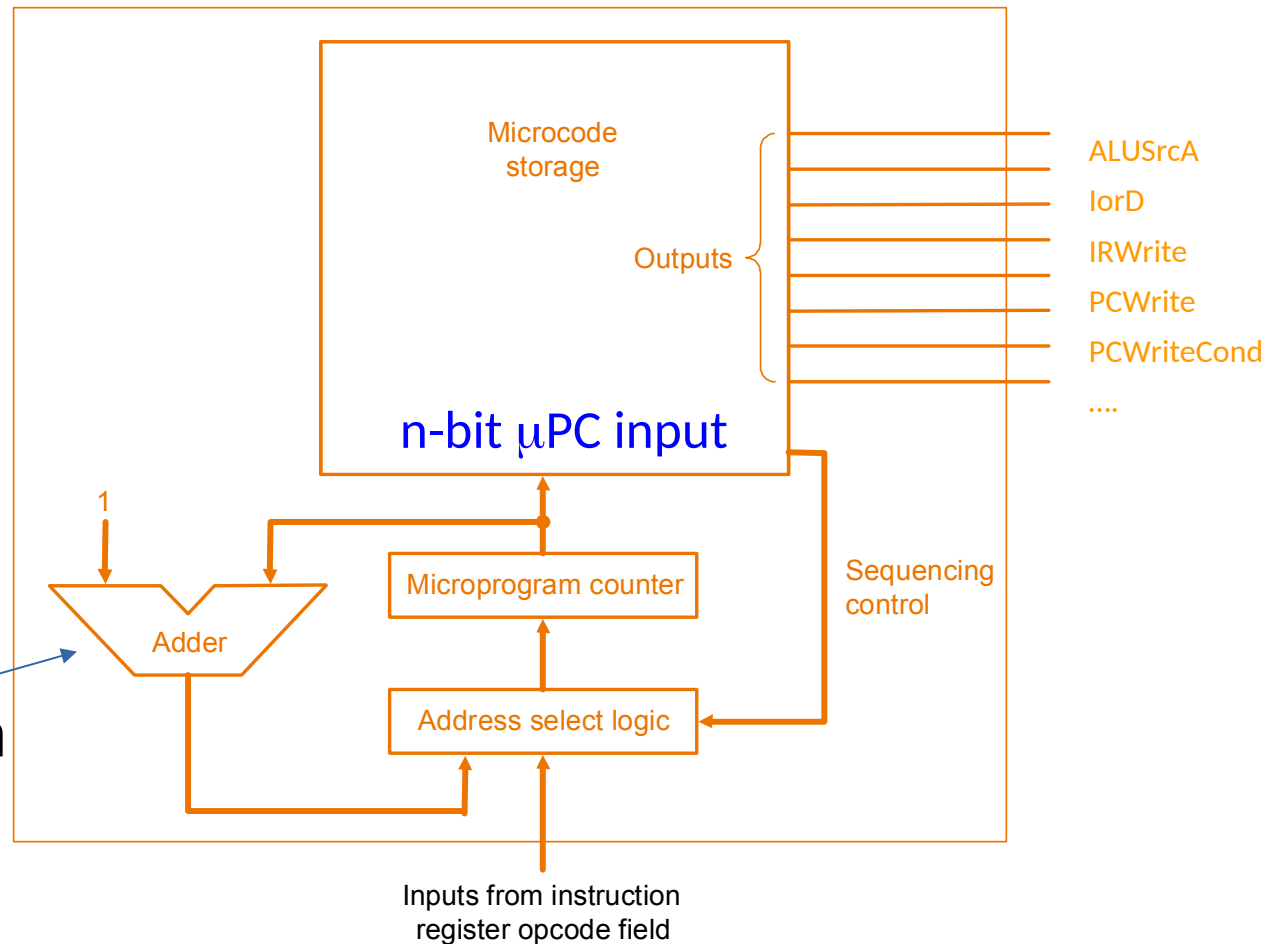 Microcode
storage
ALUSrcA
IorD
IRWrite
Outputs
PCWrite
PCWriteCond
....
n-bit μPC input
1
Microprogram counter
Sequencing
control
Adder
Address select logic
Inputs from instruction
register opcode field